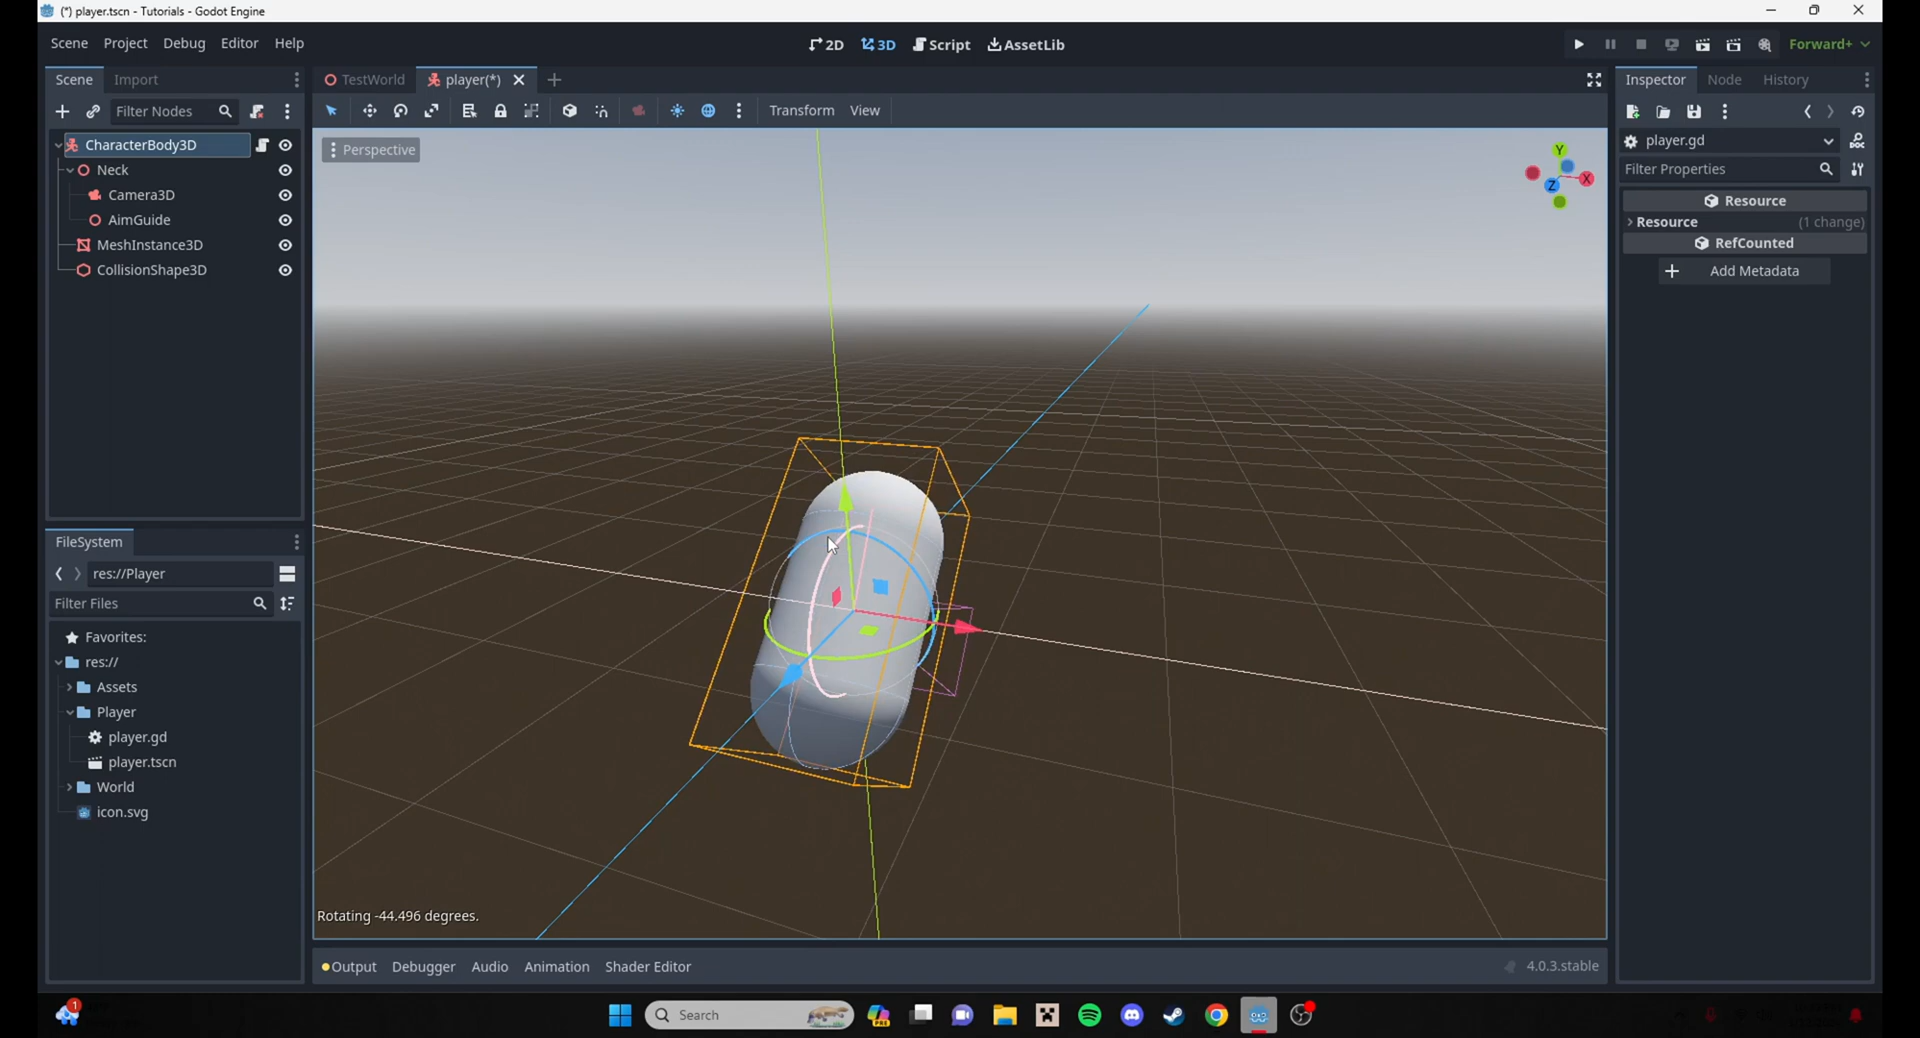 (*) player.tscn - Tutorials - Godot Engine
Scene Project Debug Editor Help
2D 3D Script AssetLib
Forward+
Scene Import
TestWorld player(*)
Inspector Node History
Filter Nodes
Transform View
CharacterBody3D
Neck
Camera3D
AimGuide
MeshInstance3D
CollisionShape3D
Perspective
Y
X
Z
player.gd
DOC
Filter Properties
Resource
Resource (1 change)
RefCounted
Add Metadata
FileSystem
res://Player
Filter Files
Favorites:
res://
Assets
Player
player.gd
player.tscn
World
icon.svg
Rotating -44.496 degrees.
Output Debugger Audio Animation Shader Editor
4.0.3.stable
1
Search
PRE